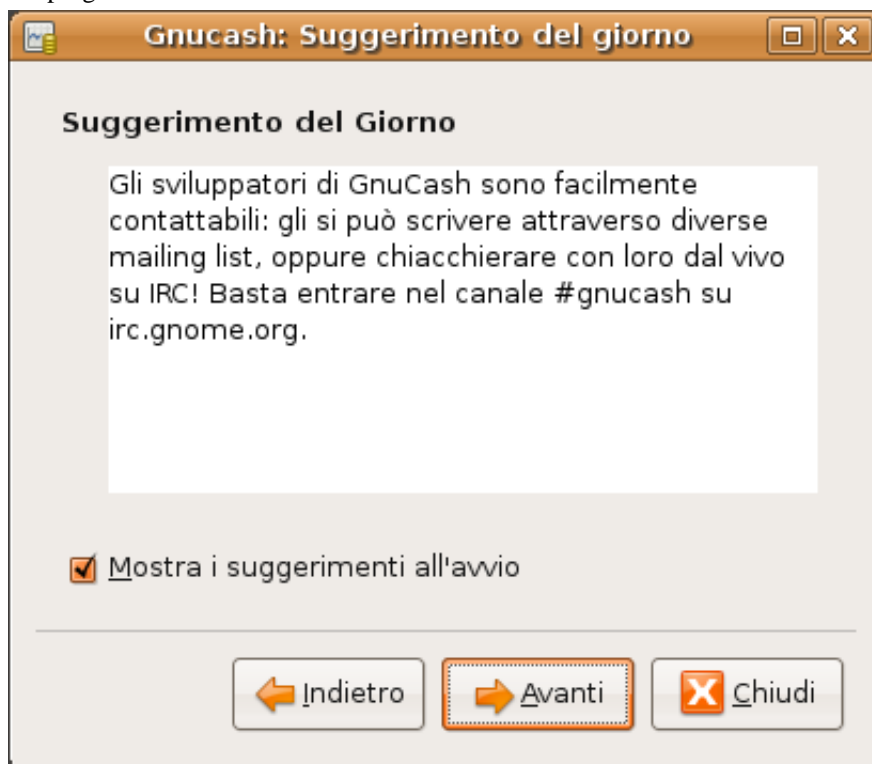 Gnucash: Suggerimento del giorno
Suggerimento del Giorno
Gli sviluppatori di GnuCash sono facilmente
contattabili: gli si può scrivere attraverso diverse
mailing list, oppure chiacchierare con loro dal vivo
su IRC! Basta entrare nel canale #gnucash su
irc.gnome.org.
Mostra i suggerimenti all'avvio
Indietro Avanti Chiudi